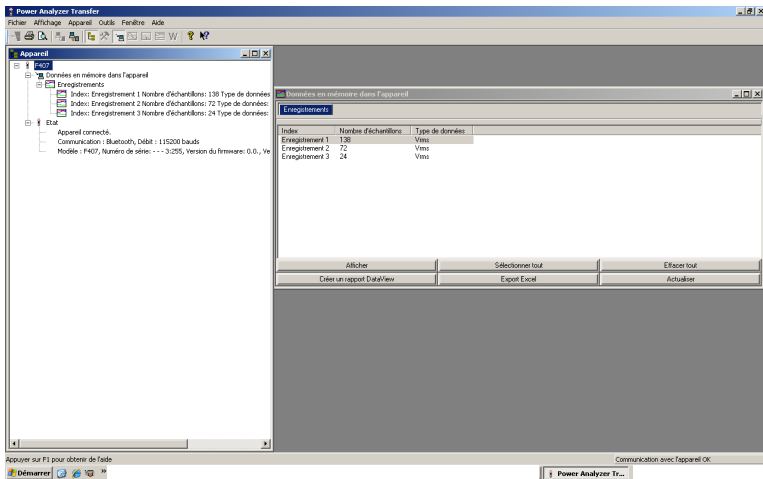 Power Analyzer Transfer
Fichier Affichage Appareil Outils Fenêtre Aide
Appareil
F407
Données en mémoire dans l'appareil
Enregistrements
Index: Enregistrement 1 Nombre d'échantillons: 138 Type de données
Index: Enregistrement 2 Nombre d'échantillons: 72 Type de données:
Index: Enregistrement 3 Nombre d'échantillons: 24 Type de données:
Etat
Appareil connecté.
Communication : Bluetooth, Débit : 115200 bauds
Modèle : F407, Numéro de série: - - - 3:255, Version du firmware: 0.0., Ve
Données en mémoire dans l'appareil
Enregistrements
Index Nombre d'échantillons Type de données
Enregistrement 1 138 Vrms
Enregistrement 2 72 Vrms
Enregistrement 3 24 Vrms
Afficher Sélectionner tout Effacer tout
Créer un rapport DataView Export Excel Actualiser
Appuyer sur F1 pour obtenir de l'aide
Communication avec l'appareil OK
Démarrer » Power Analyzer Tr...